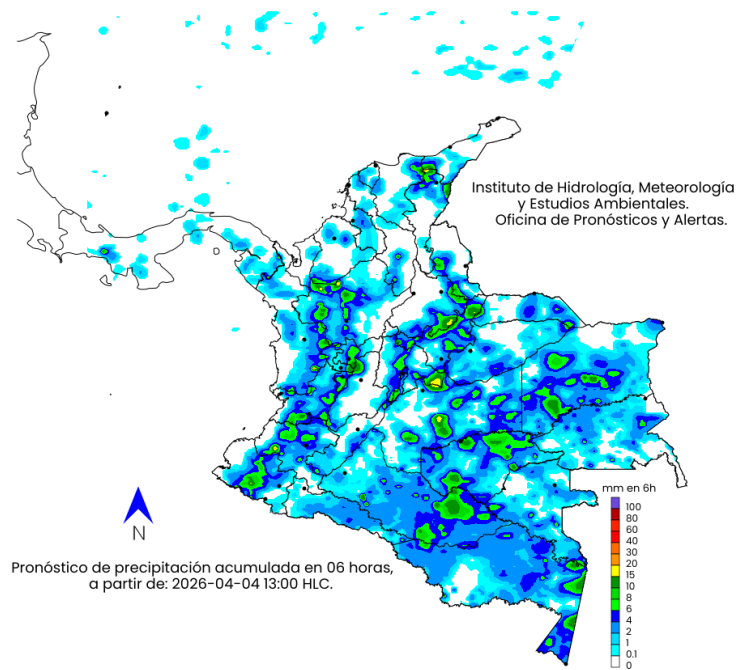 Instituto de Hidrología, Meteorología
y Estudios Ambientales.
Oficina de Pronósticos y Alertas.
mm en 6h
100
80
60
40
30
20
15
10
8
6
4
2
1
0.1
0
N
Pronóstico de precipitación acumulada en 06 horas,
a partir de: 2026-04-04 13:00 HLC.